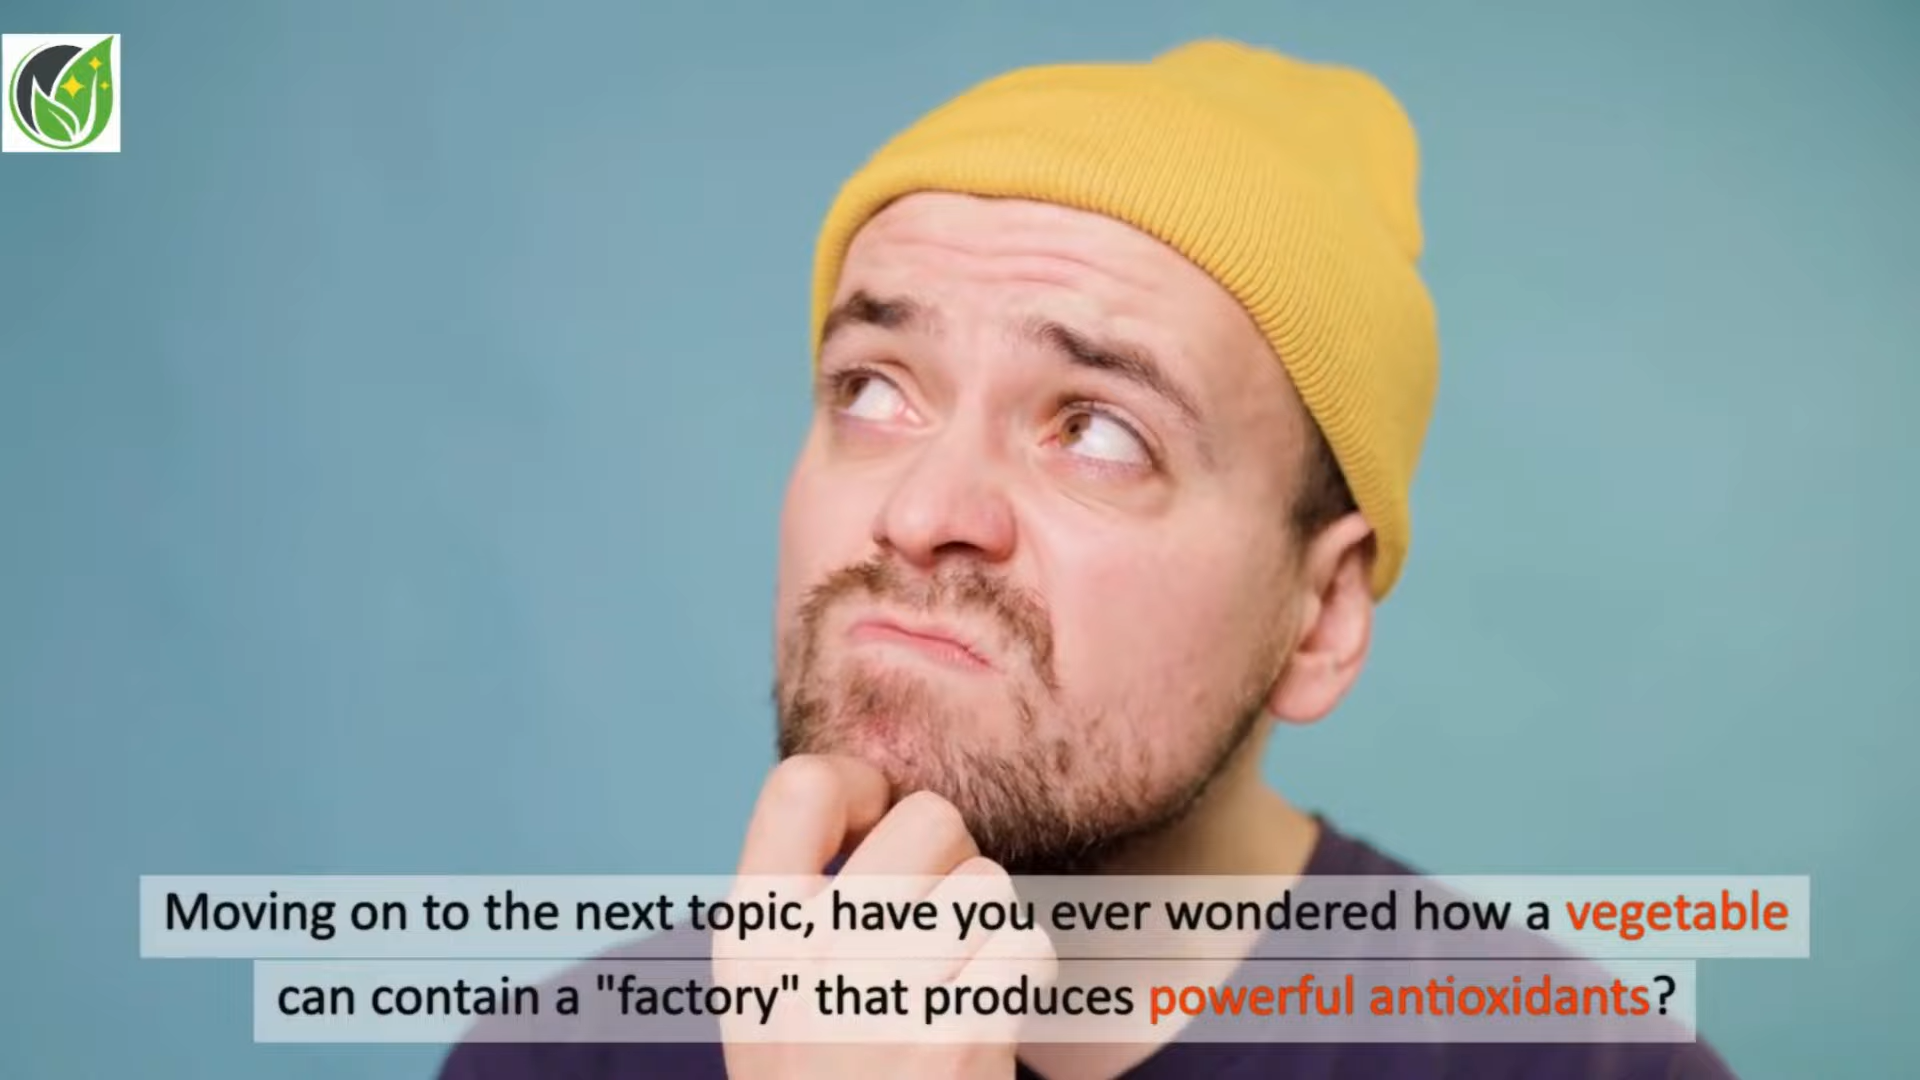 Moving on to the next topic, have you ever wondered how a vegetable
can contain a "factory" that produces powerful antioxidants?